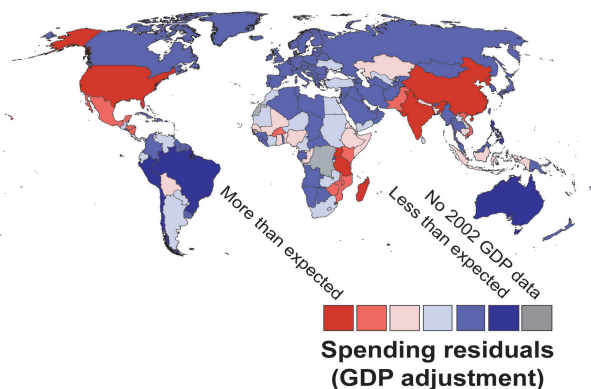 More than expected
Less than expected
No 2002 GDP data
Spending residuals
(GDP adjustment)